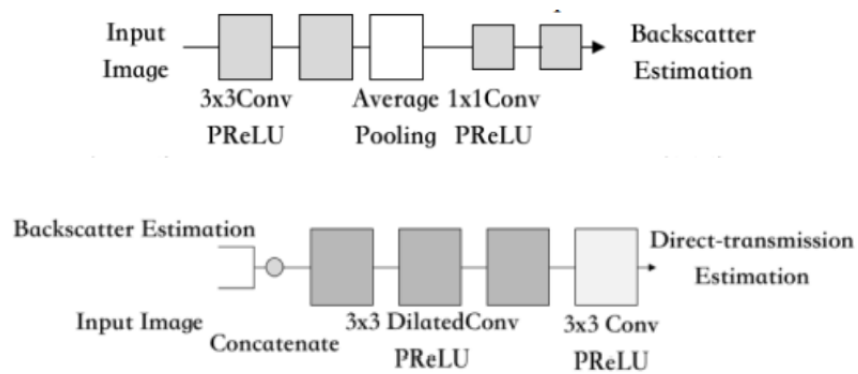 Input
Image
3x3Conv
PReLU
Average
Pooling
1x1Conv
PReLU
Backscatter
Estimation
Backscatter Estimation
Input Image
Concatenate
3x3 DilatedConv
PReLU
3x3 Conv
PReLU
Direct-transmission
Estimation